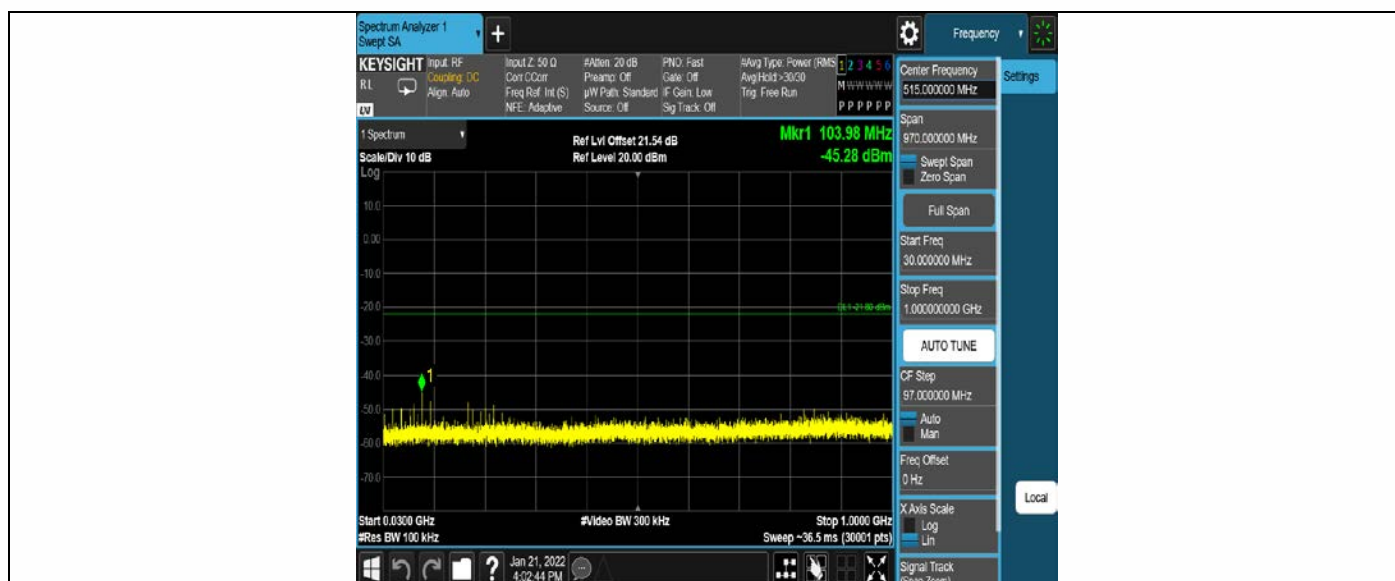 Spectrum Analyzer 1
Swept SA
+
Frequency
KEYSIGHT
RL
Input: RF
Coupling: DC
Align: Auto
Input Z: 50 Ω
Corr CCorr
Freq Ref: Int (S)
NFE: Adaptive
#Atten: 20 dB
Preamp: Off
µW Path: Standard
Source: Off
PNO: Fast
Gate: Off
IF Gain: Low
Sig Track: Off
#Avg Type: Power (RMS
Avg|Hold:>30/30
Trig: Free Run
1 2 3 4 5 6
M W W W W W
P P P P P P
1 Spectrum
Scale/Div 10 dB
Log
Ref Lvl Offset 21.54 dB
Ref Level 20.00 dBm
Mkr1 103.98 MHz
-45.28 dBm
10.0
0.00
-10.0
-20.0
-30.0
-40.0
-50.0
-60.0
-70.0
DL1 -21.80 dBm
1
Start 0.0300 GHz
#Res BW 100 kHz
#Video BW 300 kHz
Stop 1.0000 GHz
Sweep ~36.5 ms (30001 pts)
Jan 21, 2022
4:02:44 PM
Center Frequency
515.000000 MHz
Span
970.000000 MHz
Swept Span
Zero Span
Full Span
Start Freq
30.000000 MHz
Stop Freq
1.000000000 GHz
AUTO TUNE
CF Step
97.000000 MHz
Auto
Man
Freq Offset
0 Hz
X Axis Scale
Log
Lin
Signal Track
(Span Zoom)
Settings
Local